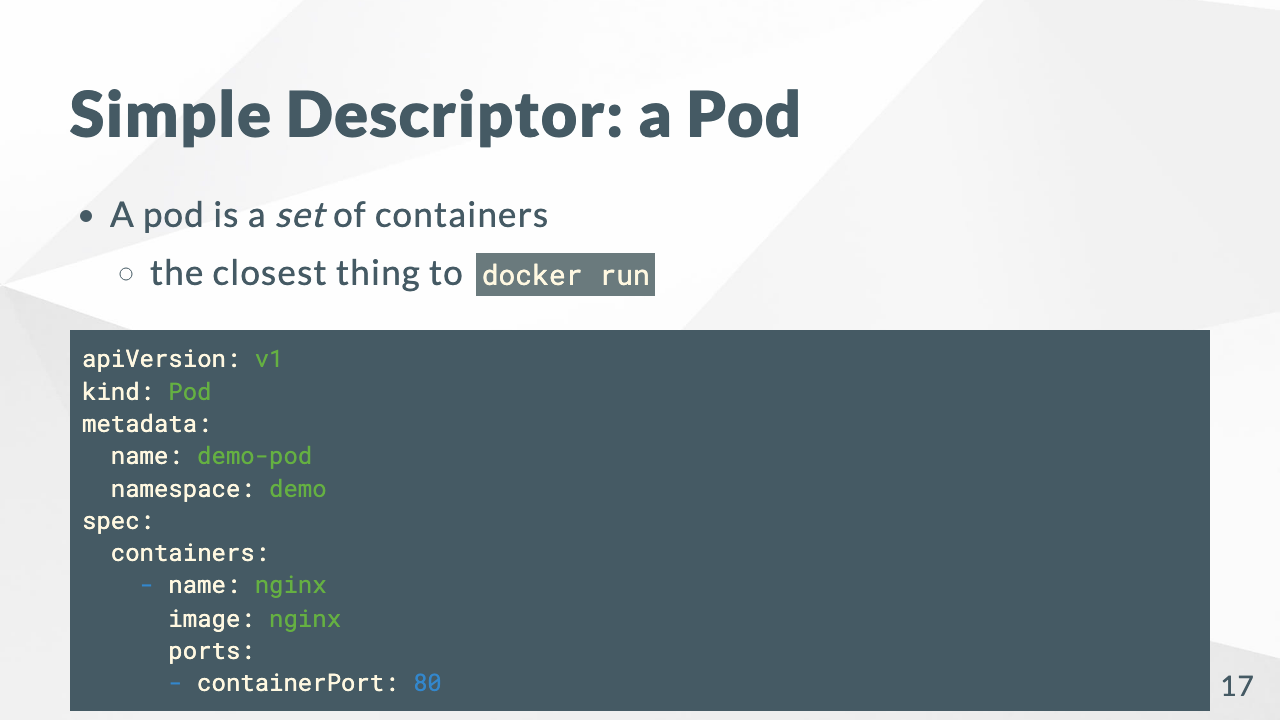 Simple Descriptor: a Pod
• A pod is a set of containers
○ the closest thing to docker run
apiVersion: v1
kind: Pod
metadata:
  name: demo-pod
  namespace: demo
spec:
  containers:
    - name: nginx
      image: nginx
      ports:
      - containerPort: 80
17